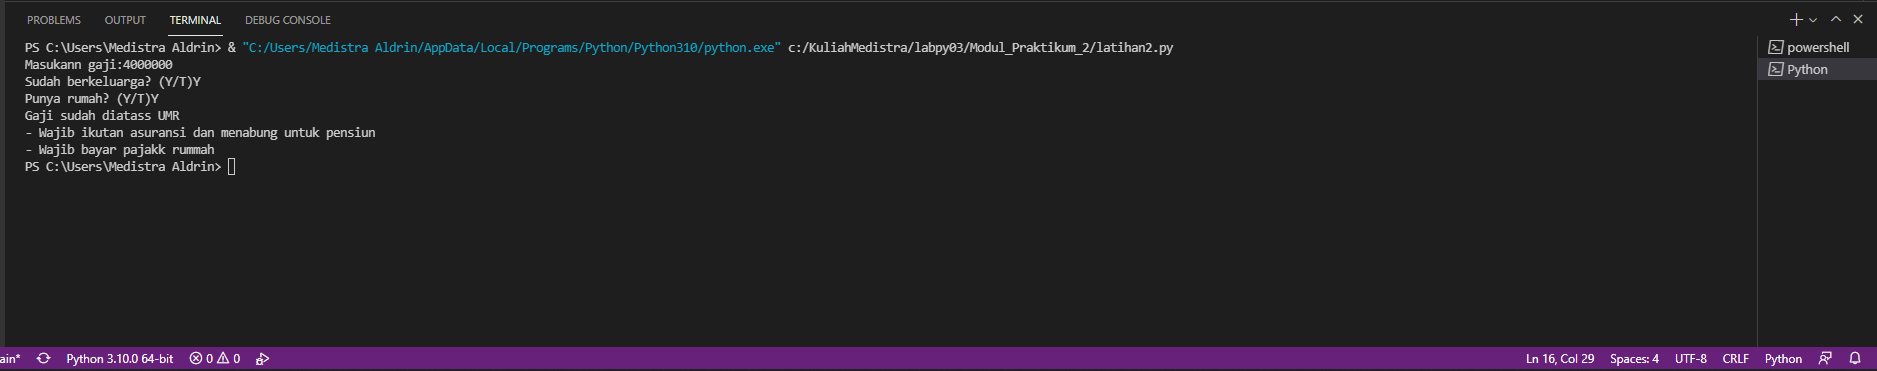 PROBLEMS OUTPUT TERMINAL DEBUG CONSOLE
PS C:\Users\Medistra Aldrin> & "C:/Users/Medistra Aldrin/AppData/Local/Programs/Python/Python310/python.exe" c:/KuliahMedistra/labpy03/Modul_Praktikum_2/latihan2.py
Masukann gaji:4000000
Sudah berkeluarga? (Y/T)Y
Punya rumah? (Y/T)Y
Gaji sudah diatass UMR
- Wajib ikutan asuransi dan menabung untuk pensiun
- Wajib bayar pajakk rummah
PS C:\Users\Medistra Aldrin>
powershell
Python
ain* Python 3.10.0 64-bit 0 0 Ln 16, Col 29 Spaces: 4 UTF-8 CRLF Python